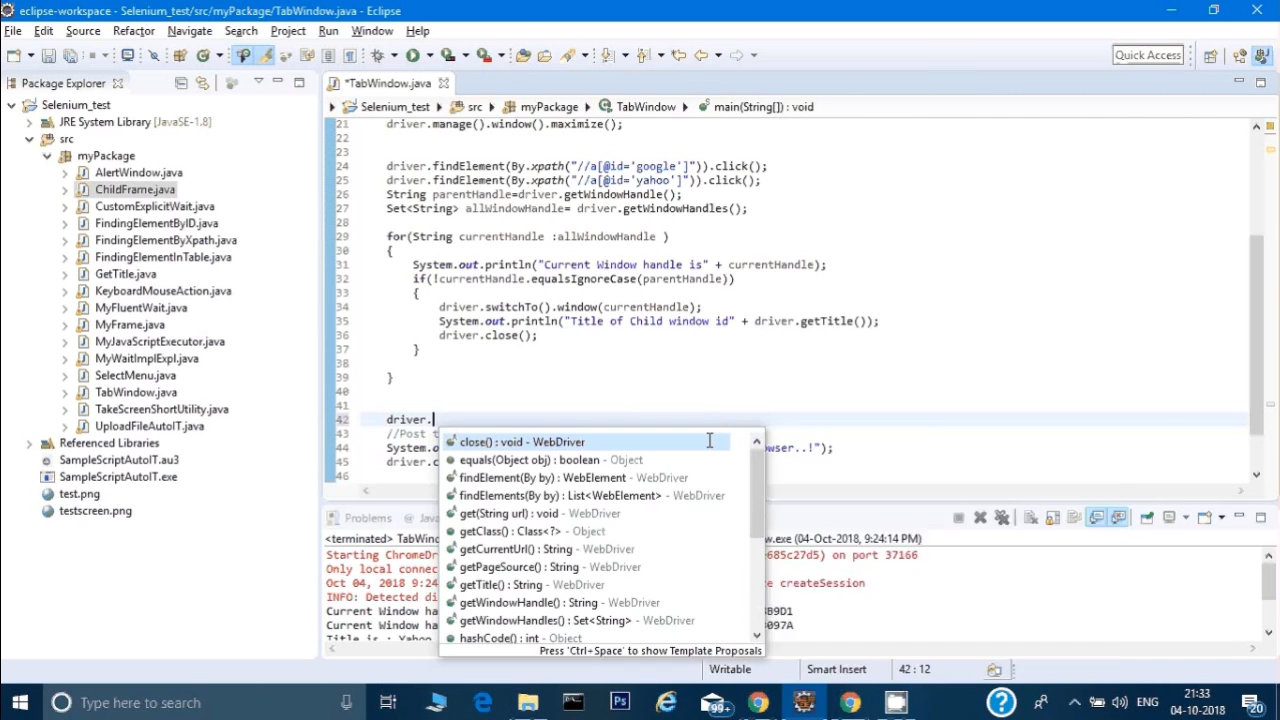 eclipse-workspace - Selenium_test/src/myPackage/TabWindow.java - Eclipse
File Edit Source Refactor Navigate Search Project Run Window Help
Quick Access
Package Explorer
*TabWindow.java
Selenium_test
JRE System Library [JavaSE-1.8]
src
myPackage
AlertWindow.java
ChildFrame.java
CustomExplicitWait.java
FindingElementByID.java
FindingElementByXpath.java
FindingElementInTable.java
GetTitle.java
KeyboardMouseAction.java
MyFluentWait.java
MyFrame.java
MyJavaScriptExecutor.java
MyWaitImplExpl.java
SelectMenu.java
TabWindow.java
TakeScreenShortUtility.java
UploadFileAutoIT.java
Referenced Libraries
SampleScriptAutoIT.au3
SampleScriptAutoIT.exe
test.png
testscreen.png
Selenium_test src myPackage TabWindow main(String[]) : void
21 driver.manage().window().maximize();
22
23
24 driver.findElement(By.xpath("//a[@id='google']")).click();
25 driver.findElement(By.xpath("//a[@id='yahoo']")).click();
26 String parentHandle=driver.getWindowHandle();
27 Set<String> allWindowHandle= driver.getWindowHandles();
28
29 for(String currentHandle :allWindowHandle )
30 {
31 System.out.println("Current Window handle is" + currentHandle);
32 if(!currentHandle.equalsIgnoreCase(parentHandle))
33 {
34 driver.switchTo().window(currentHandle);
35 System.out.println("Title of Child window id" + driver.getTitle());
36 driver.close();
37 }
38
39 }
40
41
42 driver.
43 //Post t
44 System.o owser..!");
45 driver.c
46
close() : void - WebDriver
equals(Object obj) : boolean - Object
findElement(By by) : WebElement - WebDriver
findElements(By by) : List<WebElement> - WebDriver
get(String url) : void - WebDriver
getClass() : Class<?> - Object
getCurrentUrl() : String - WebDriver
getPageSource() : String - WebDriver
getTitle() : String - WebDriver
getWindowHandle() : String - WebDriver
getWindowHandles() : Set<String> - WebDriver
hashCode() : int - Object
Press 'Ctrl+Space' to show Template Proposals
Problems @ Jav
<terminated> TabWin w.exe (04-Oct-2018, 9:24:14 PM)
Starting ChromeDr 685c27d5) on port 37166
Only local connec
Oct 04, 2018 9:24 e createSession
INFO: Detected di
Current Window ha B9D1
Current Window ha 097A
Title is : Yahoo
Writable Smart Insert 42 : 12
Type here to search
99+
ENG
21:33
04-10-2018
20